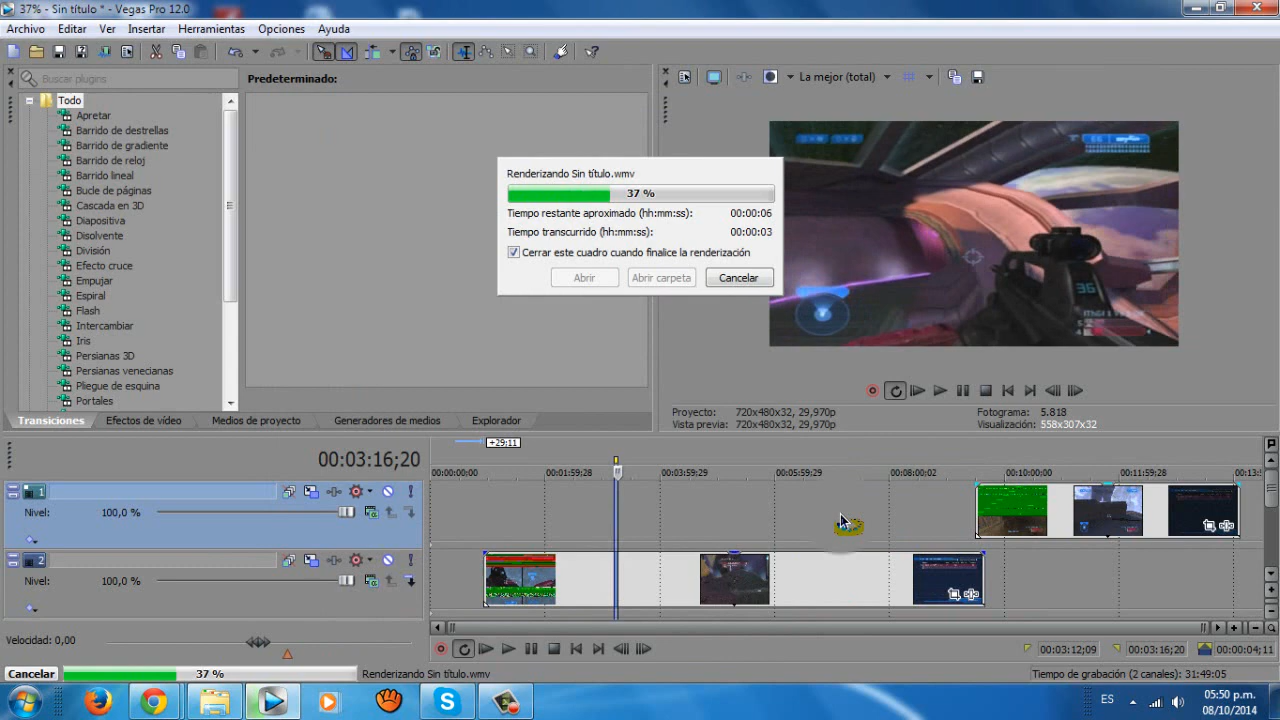 37% - Sin título * - Vegas Pro 12.0
Archivo Editar Ver Insertar Herramientas Opciones Ayuda
Buscar plugins
Predeterminado:
La mejor (total)
Todo
Apretar
Barrido de destrellas
Barrido de gradiente
Barrido de reloj
Barrido lineal
Bucle de páginas
Cascada en 3D
Diapositiva
Disolvente
División
Efecto cruce
Empujar
Espiral
Flash
Intercambiar
Iris
Persianas 3D
Persianas venecianas
Pliegue de esquina
Portales
Renderizando Sin título.wmv
37 %
Tiempo restante aproximado (hh:mm:ss): 00:00:06
Tiempo transcurrido (hh:mm:ss): 00:00:03
Cerrar este cuadro cuando finalice la renderización
Abrir Abrir carpeta Cancelar
36
Transiciones Efectos de vídeo Medios de proyecto Generadores de medios Explorador
Proyecto: 720x480x32, 29,970p
Vista previa: 720x480x32, 29,970p
Fotograma: 5.818
Visualización: 558x307x32
+29;11
00:03:16;20
00:00:00:00 00:01:59:28 00:03:59:29 00:05:59:29 00:08:00:02 00:10:00:00 00:11:59:28 00:13:
1
Nivel: 100,0 %
2
Nivel: 100,0 %
Velocidad: 0,00
00:03:12;09 00:03:16;20 00:00:04;11
Cancelar 37 % Renderizando Sin título.wmv
Tiempo de grabación (2 canales): 31:49:05
ES
05:50 p.m.
08/10/2014